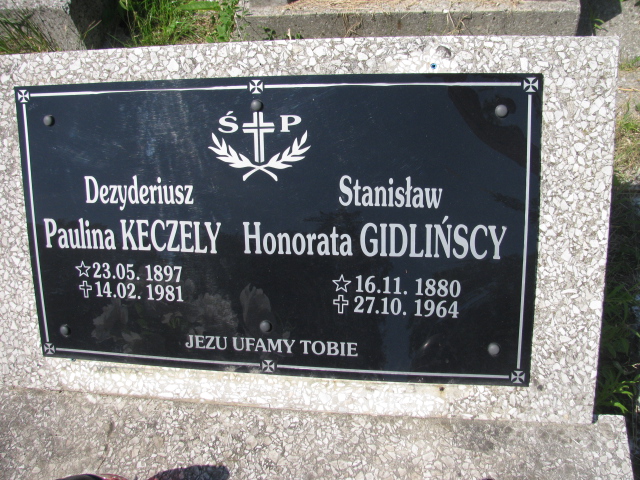 Ś P
Dezyderiusz
Paulina KECZELY
☆23.05. 1897
✝14.02. 1981
Stanisław
Honorata GIDLIŃSCY
☆16.11. 1880
✝27.10. 1964
JEZU UFAMY TOBIE